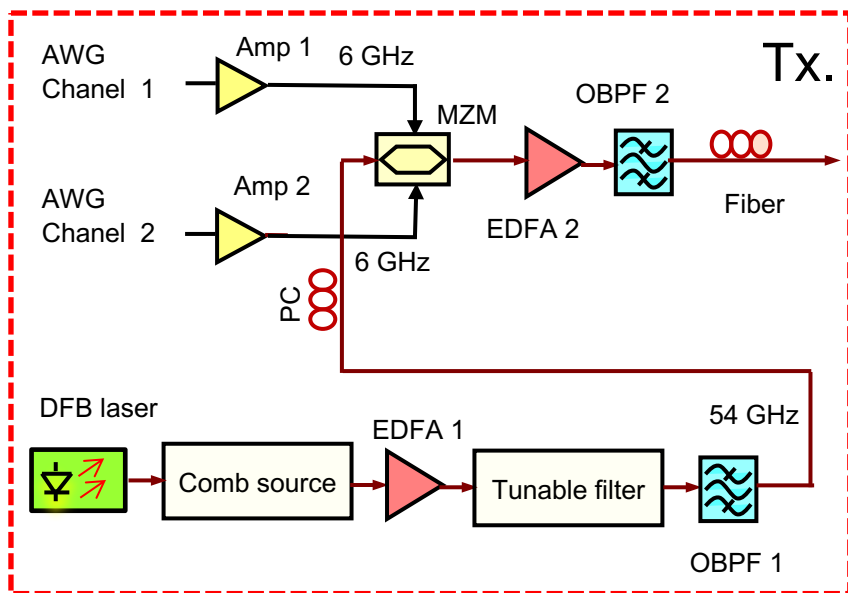 Tx.
AWG
Chanel 1
Amp 1
6 GHz
MZM
OBPF 2
AWG
Chanel 2
Amp 2
6 GHz
EDFA 2
Fiber
PC
DFB laser
EDFA 1
54 GHz
Comb source
Tunable filter
OBPF 1